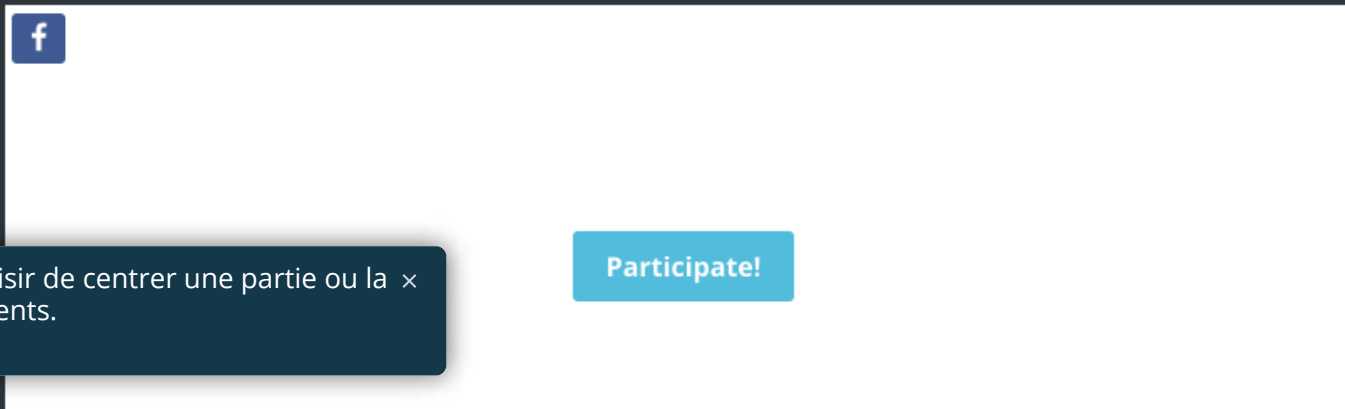 f
Participate!
isir de centrer une partie ou la ×
ents.